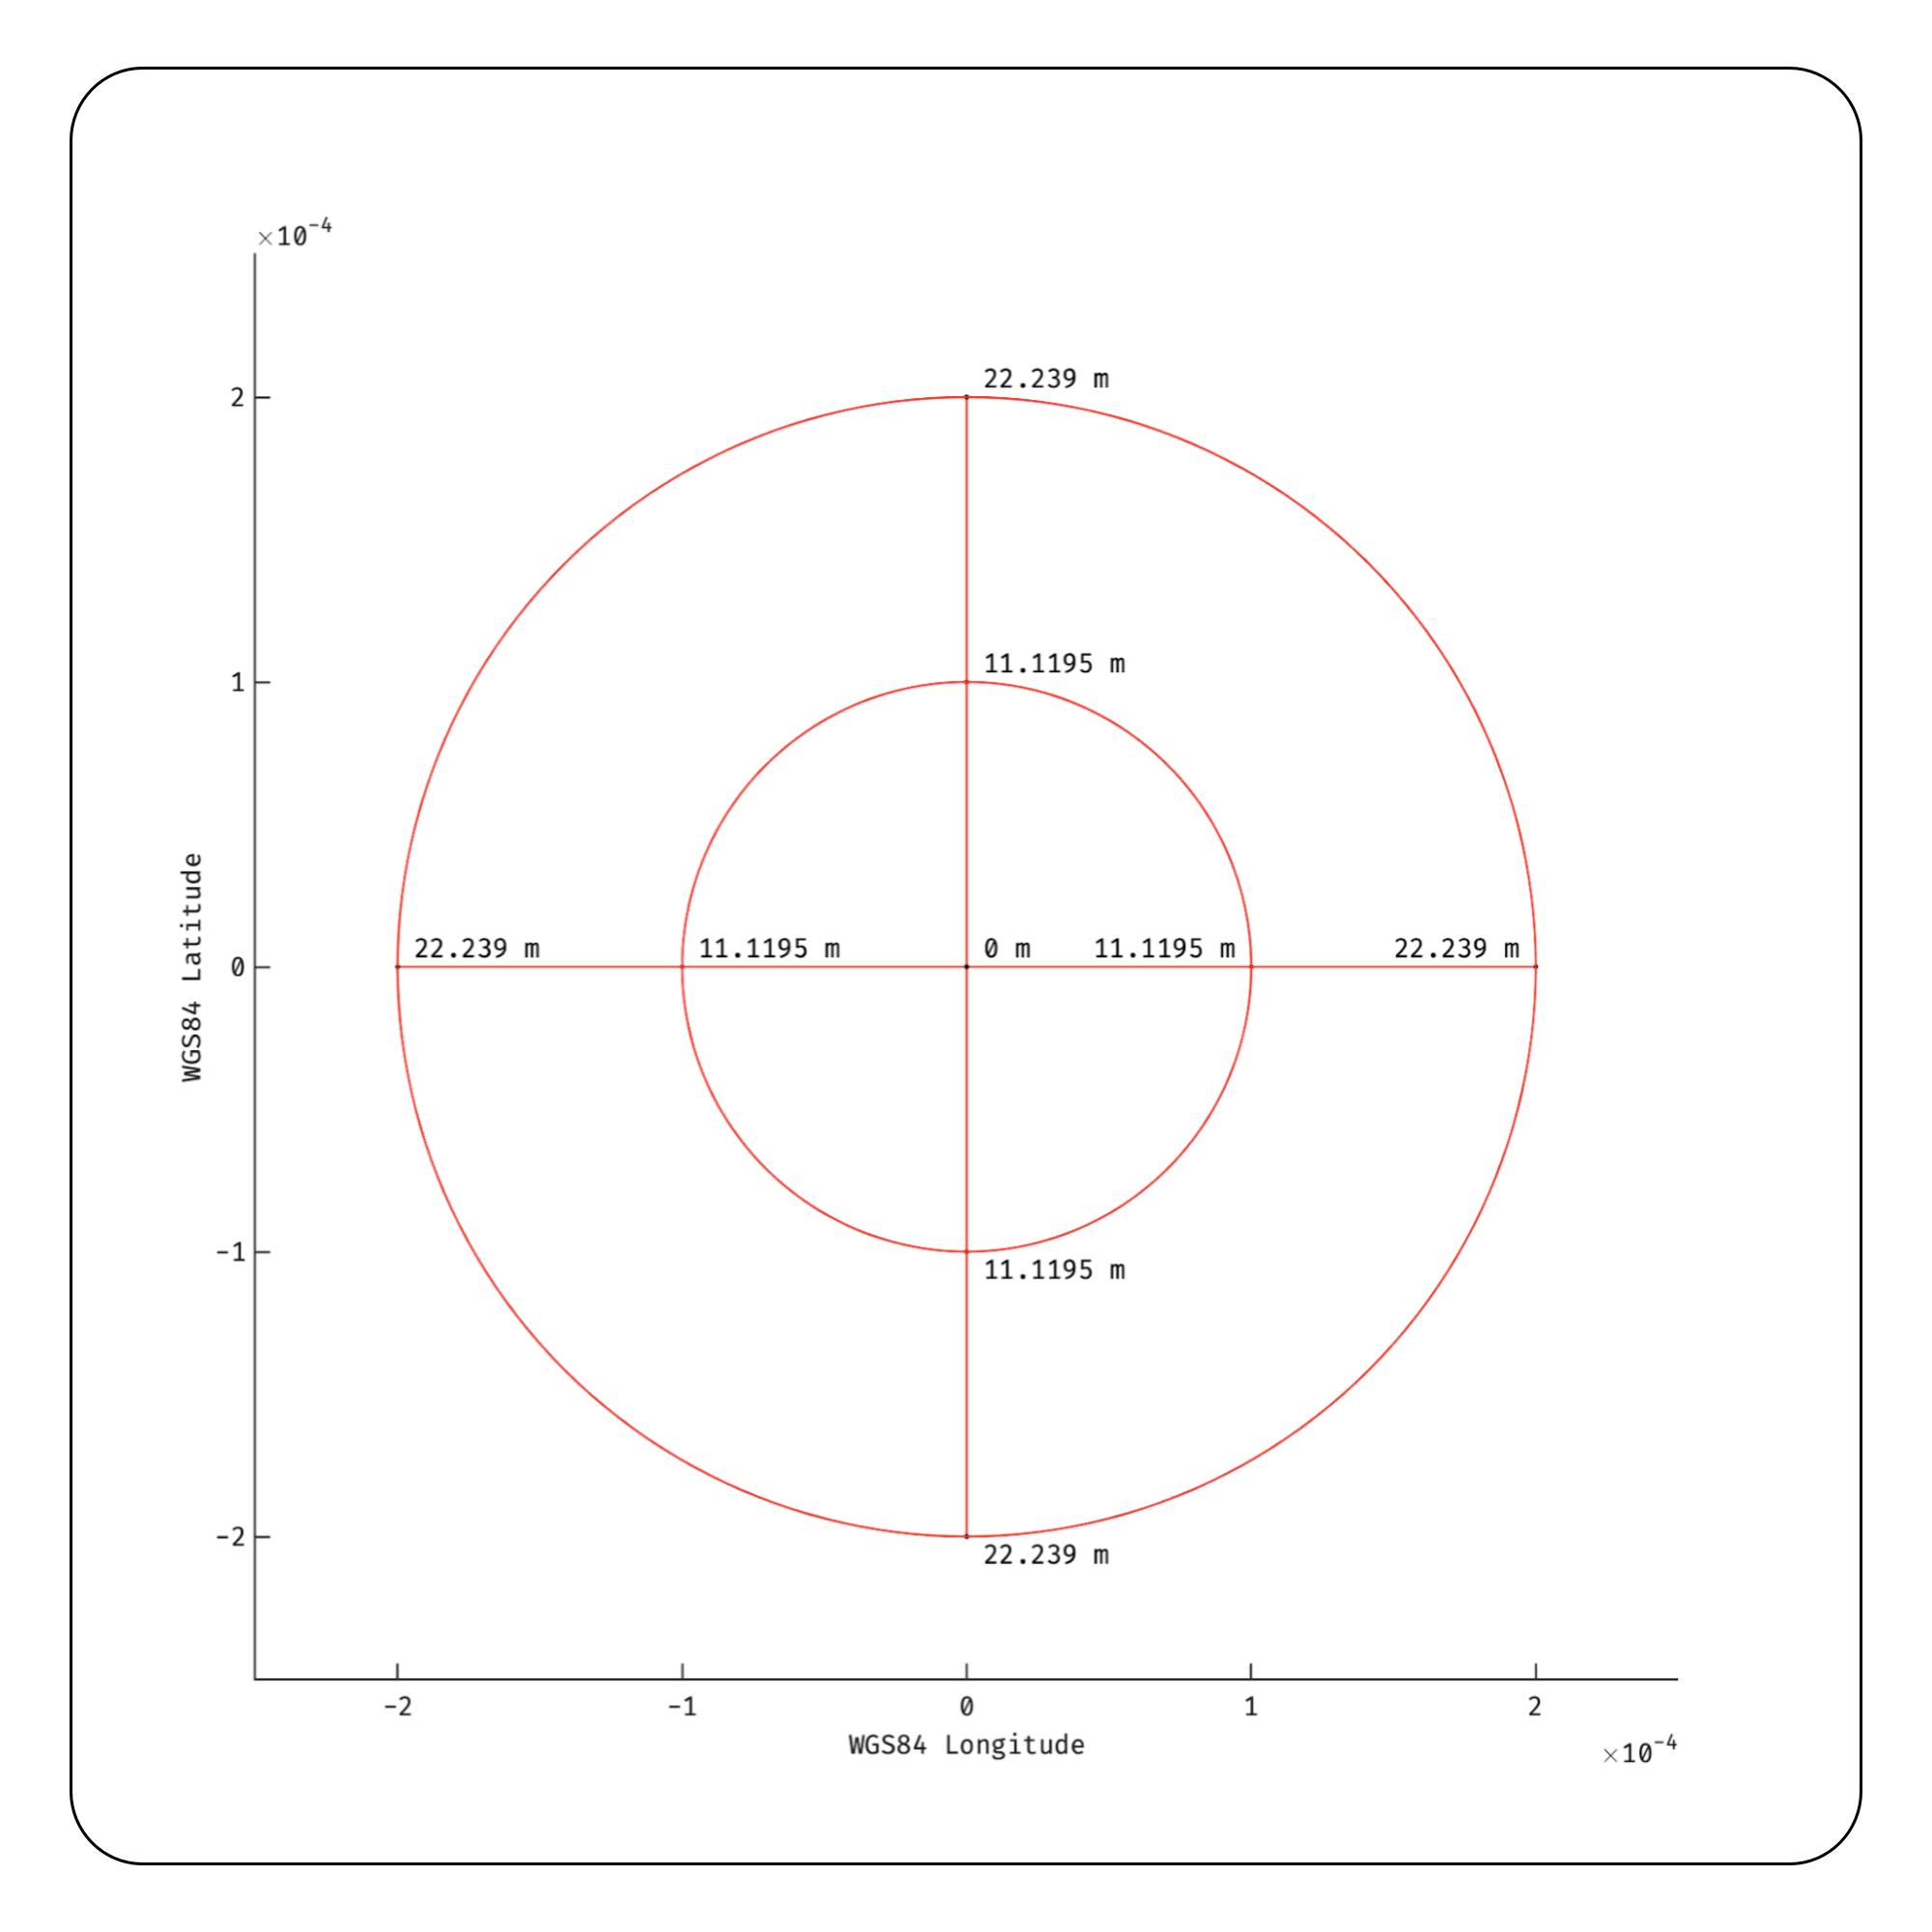 ×10⁻⁴
22.239 m
2
11.1195 m
1
WGS84 Latitude
22.239 m 11.1195 m 0 m 11.1195 m 22.239 m
0
−1
11.1195 m
−2
22.239 m
−2 −1 0 1 2
WGS84 Longitude
×10⁻⁴